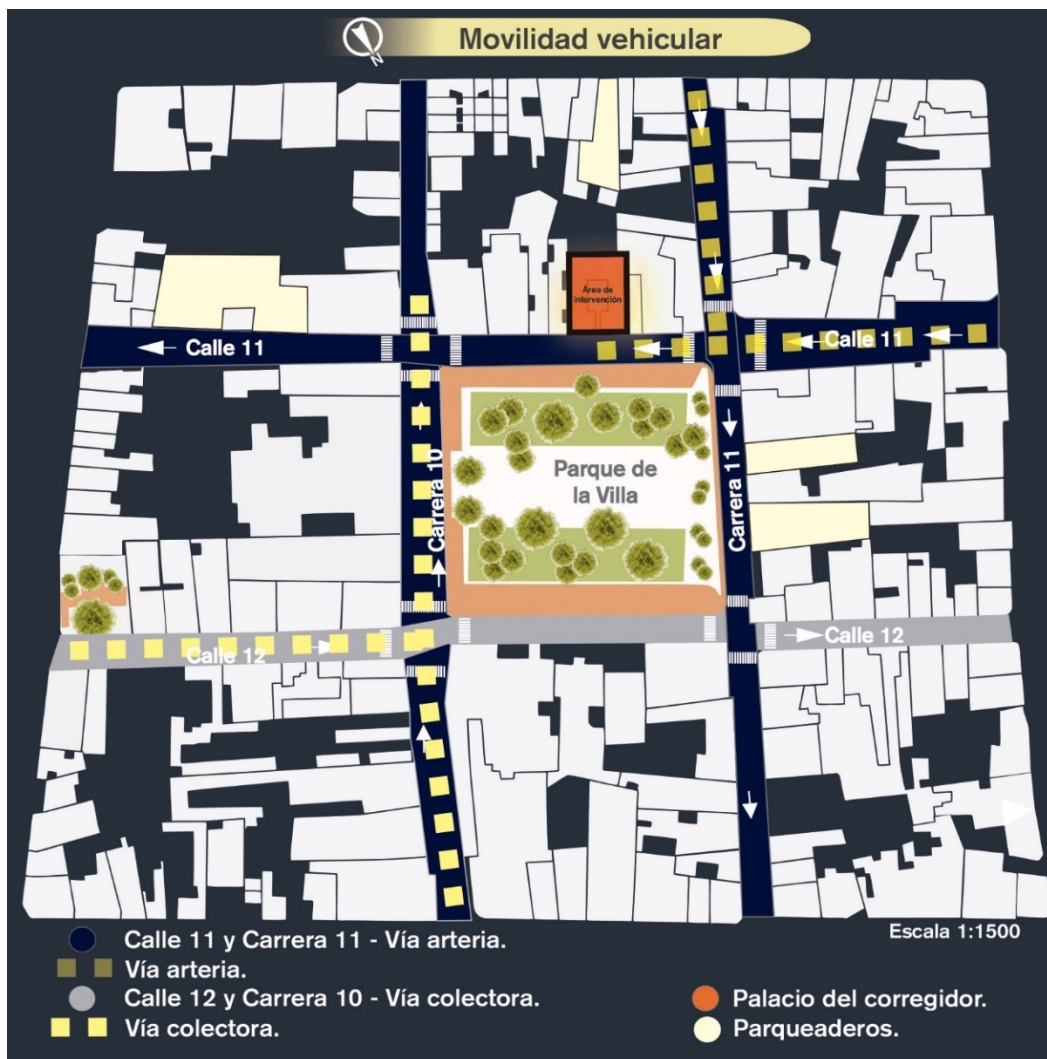 Movilidad vehicular
N
Área de
intervención
Calle 11
Calle 11
Carrera 10
Parque de
la Villa
Carrera 11
Calle 12
Calle 12
Escala 1:1500
Calle 11 y Carrera 11 - Vía arteria.
Vía arteria.
Calle 12 y Carrera 10 - Vía colectora.
Vía colectora.
Palacio del corregidor.
Parqueaderos.